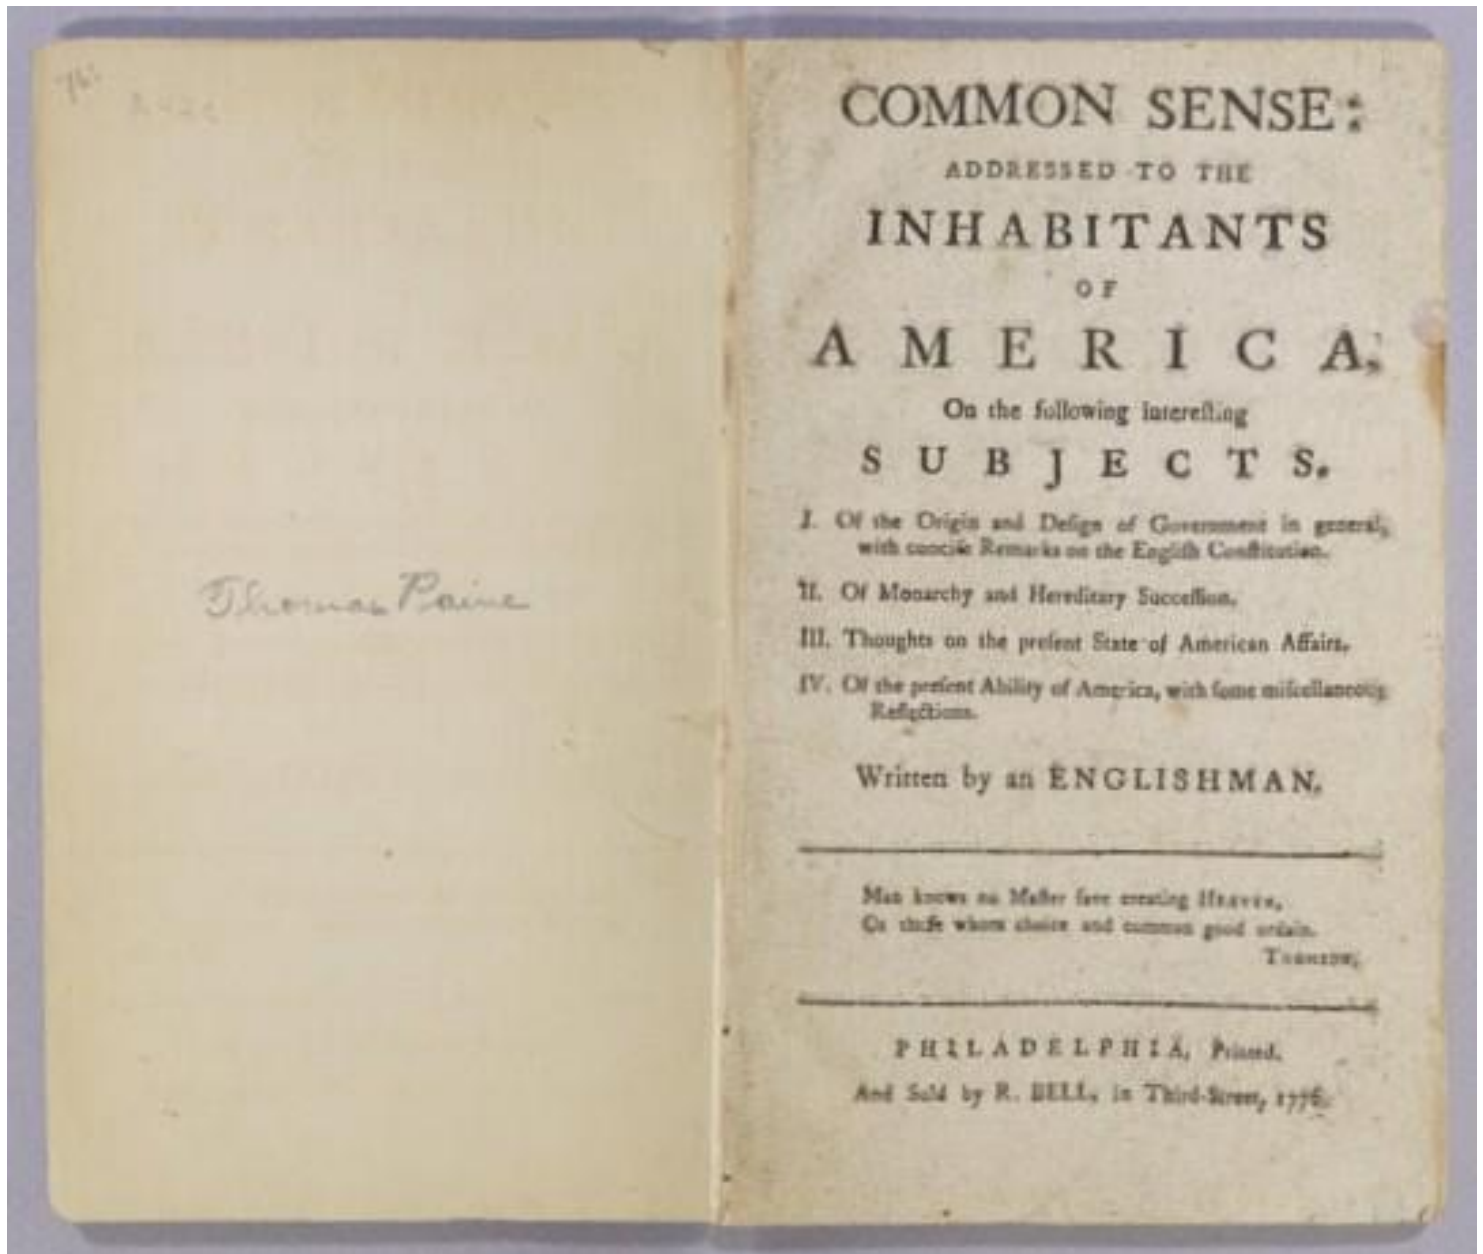 Thomas Paine
COMMON SENSE:
ADDRESSED TO THE
INHABITANTS
OF
AMERICA,
On the following intereſting
SUBJECTS.
I. Of the Origin and Deſign of Government in general,
with conciſe Remarks on the Engliſh Conſtitution.
II. Of Monarchy and Hereditary Succeſſion.
III. Thoughts on the preſent State of American Affairs.
IV. Of the preſent Ability of America, with ſome miſcellaneous
Reflections.
Written by an ENGLISHMAN.
Man knows no Maſter ſave creating HEAVEN,
Or thoſe whom choice and common good ordain.
THOMSON.
PHILADELPHIA, Printed.
And Sold by R. BELL, in Third-Street, 1776.